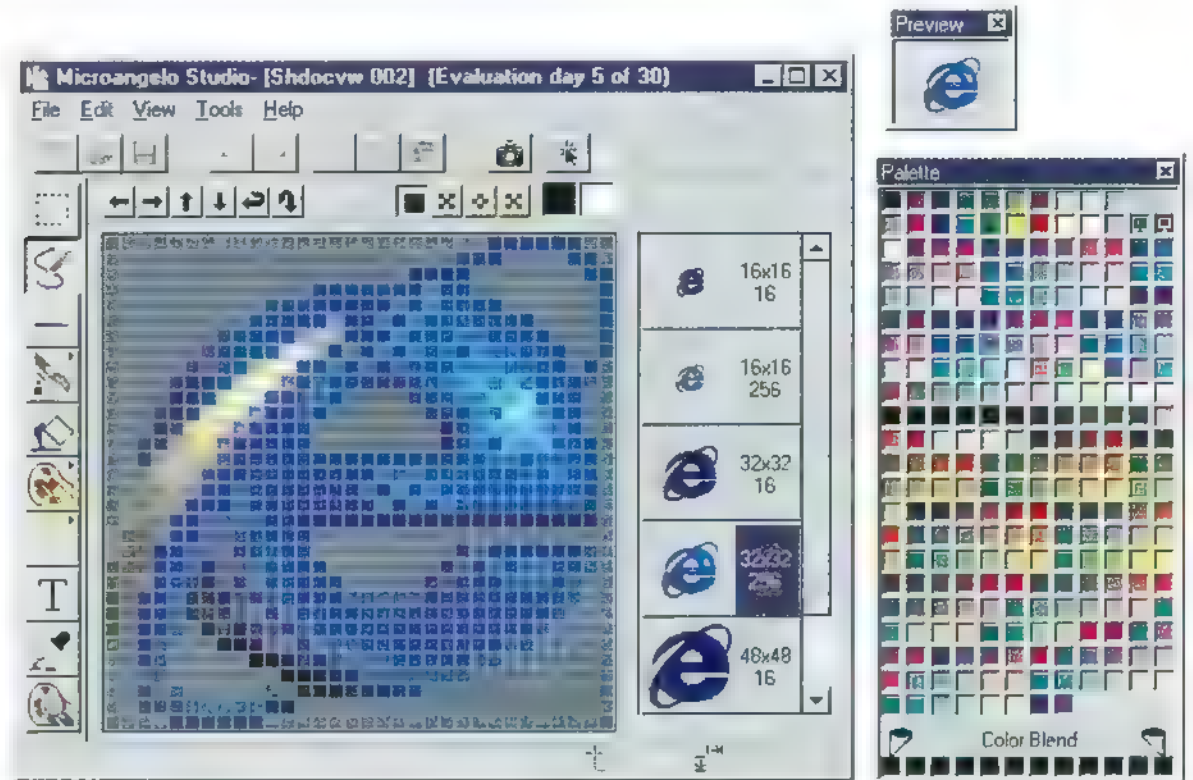 Preview
Microangelo Studio- [Shdocvw 002] (Evaluation day 5 of 30)
File Edit View Tools Help
Palette
16x16
16
16x16
256
32x32
16
32x32
48x48
16
Color Blend